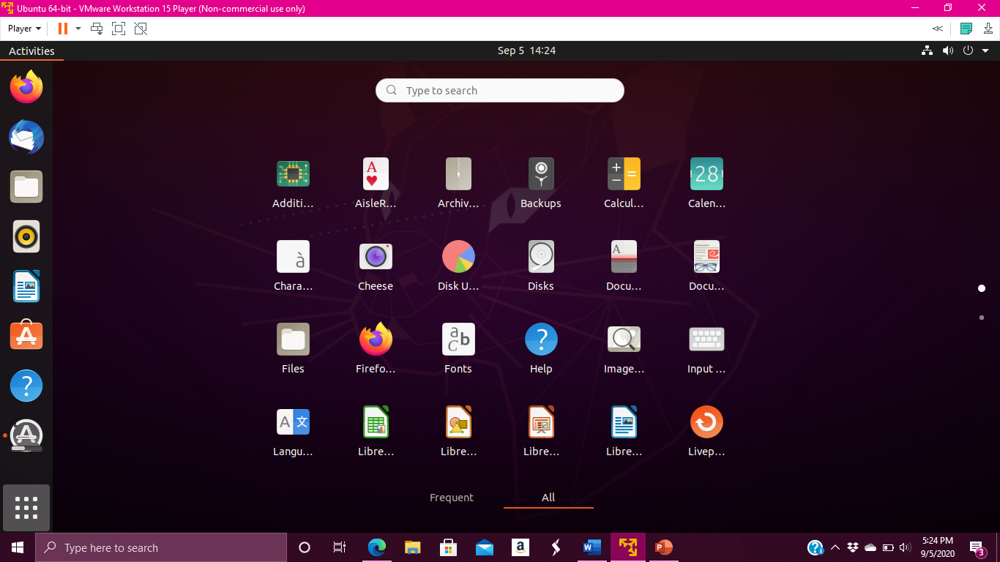 Ubuntu 64-bit - VMware Workstation 15 Player (Non-commercial use only)
Player
Activities
Sep 5 14:24
Type to search
Additi…
AisleR…
Archiv…
Backups
Calcul…
Calen…
Chara…
Cheese
Disk U…
Disks
Docu…
Docu…
Files
Firefo…
Fonts
Help
Image…
Input …
Langu…
Libre…
Libre…
Libre…
Libre…
Livep…
Frequent
All
Type here to search
5:24 PM
9/5/2020
3